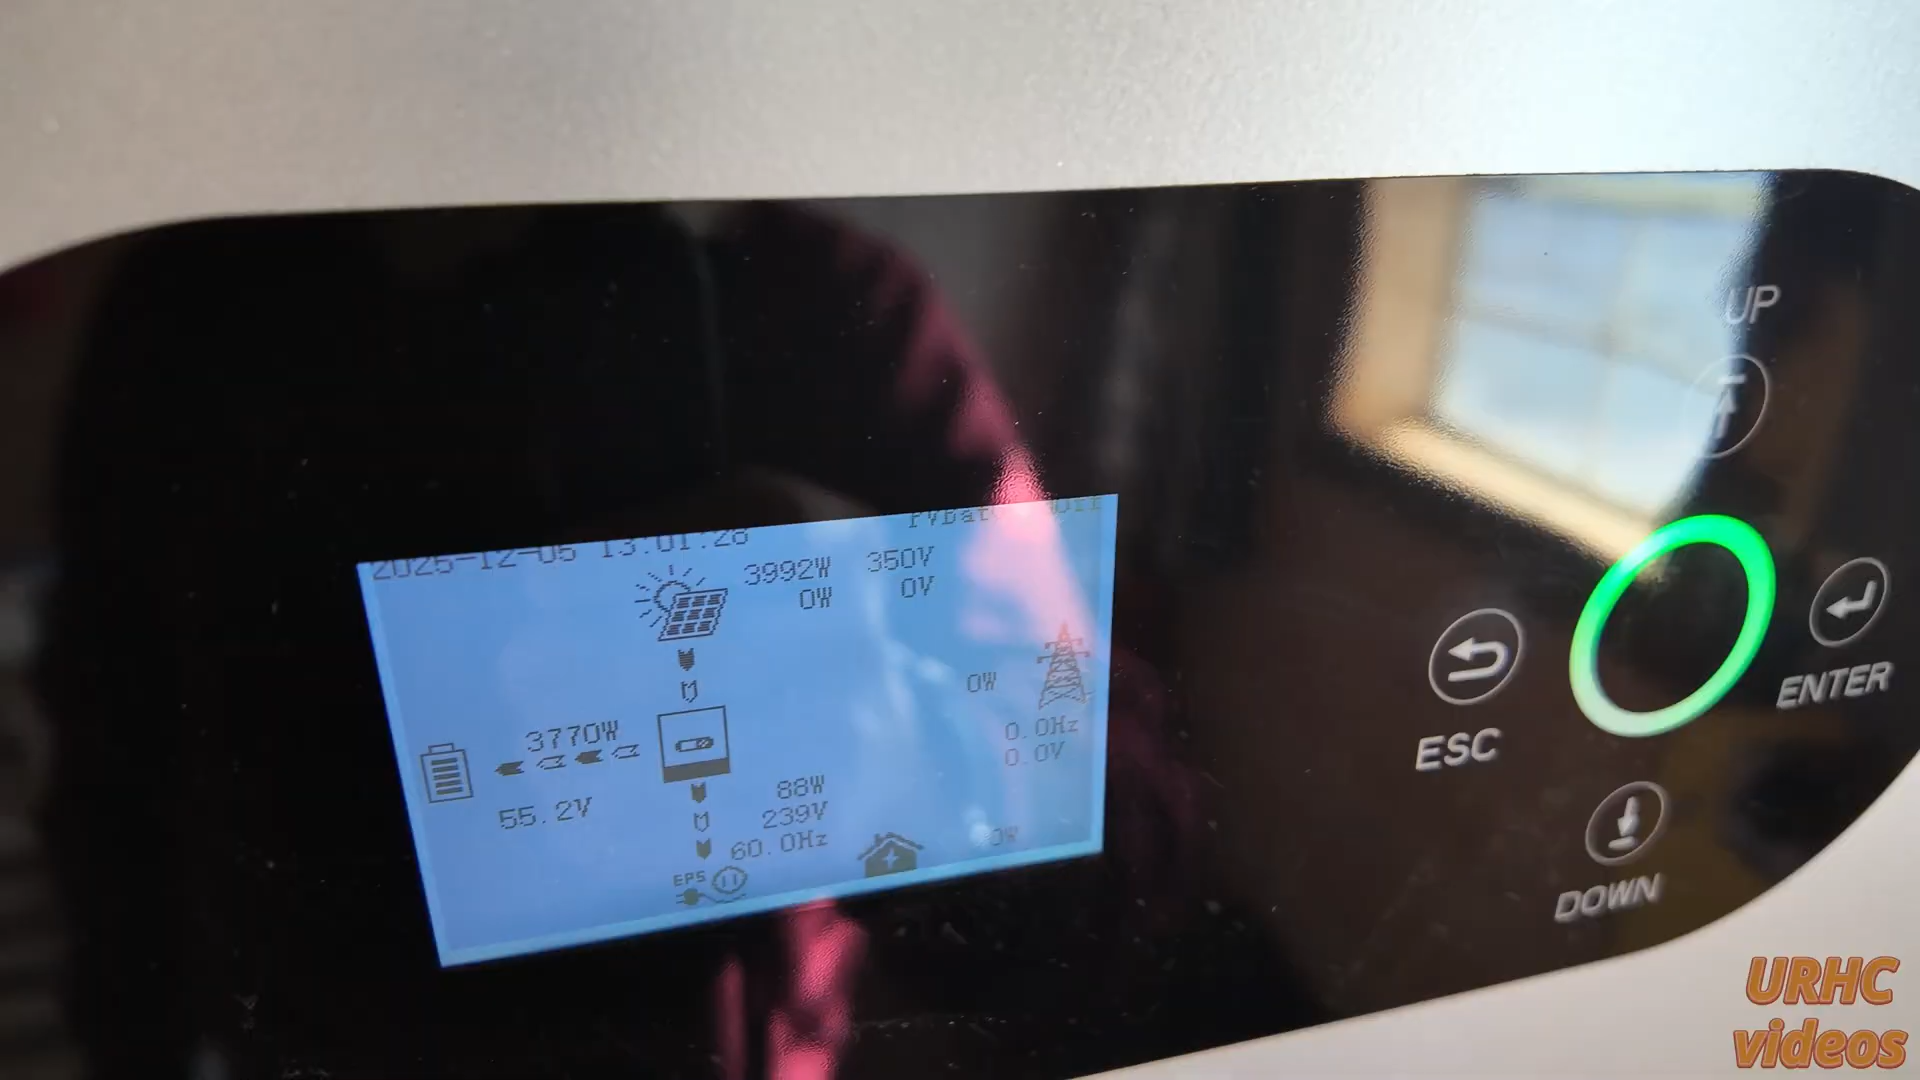 2025-12-05 13:01:28
PVBat Off
3992W 350V
0W 0V
0W
0.0Hz
0.0V
3770W
55.2V
88W
239V
60.0Hz
EPS
0W
UP
ESC
ENTER
DOWN
URHC
videos